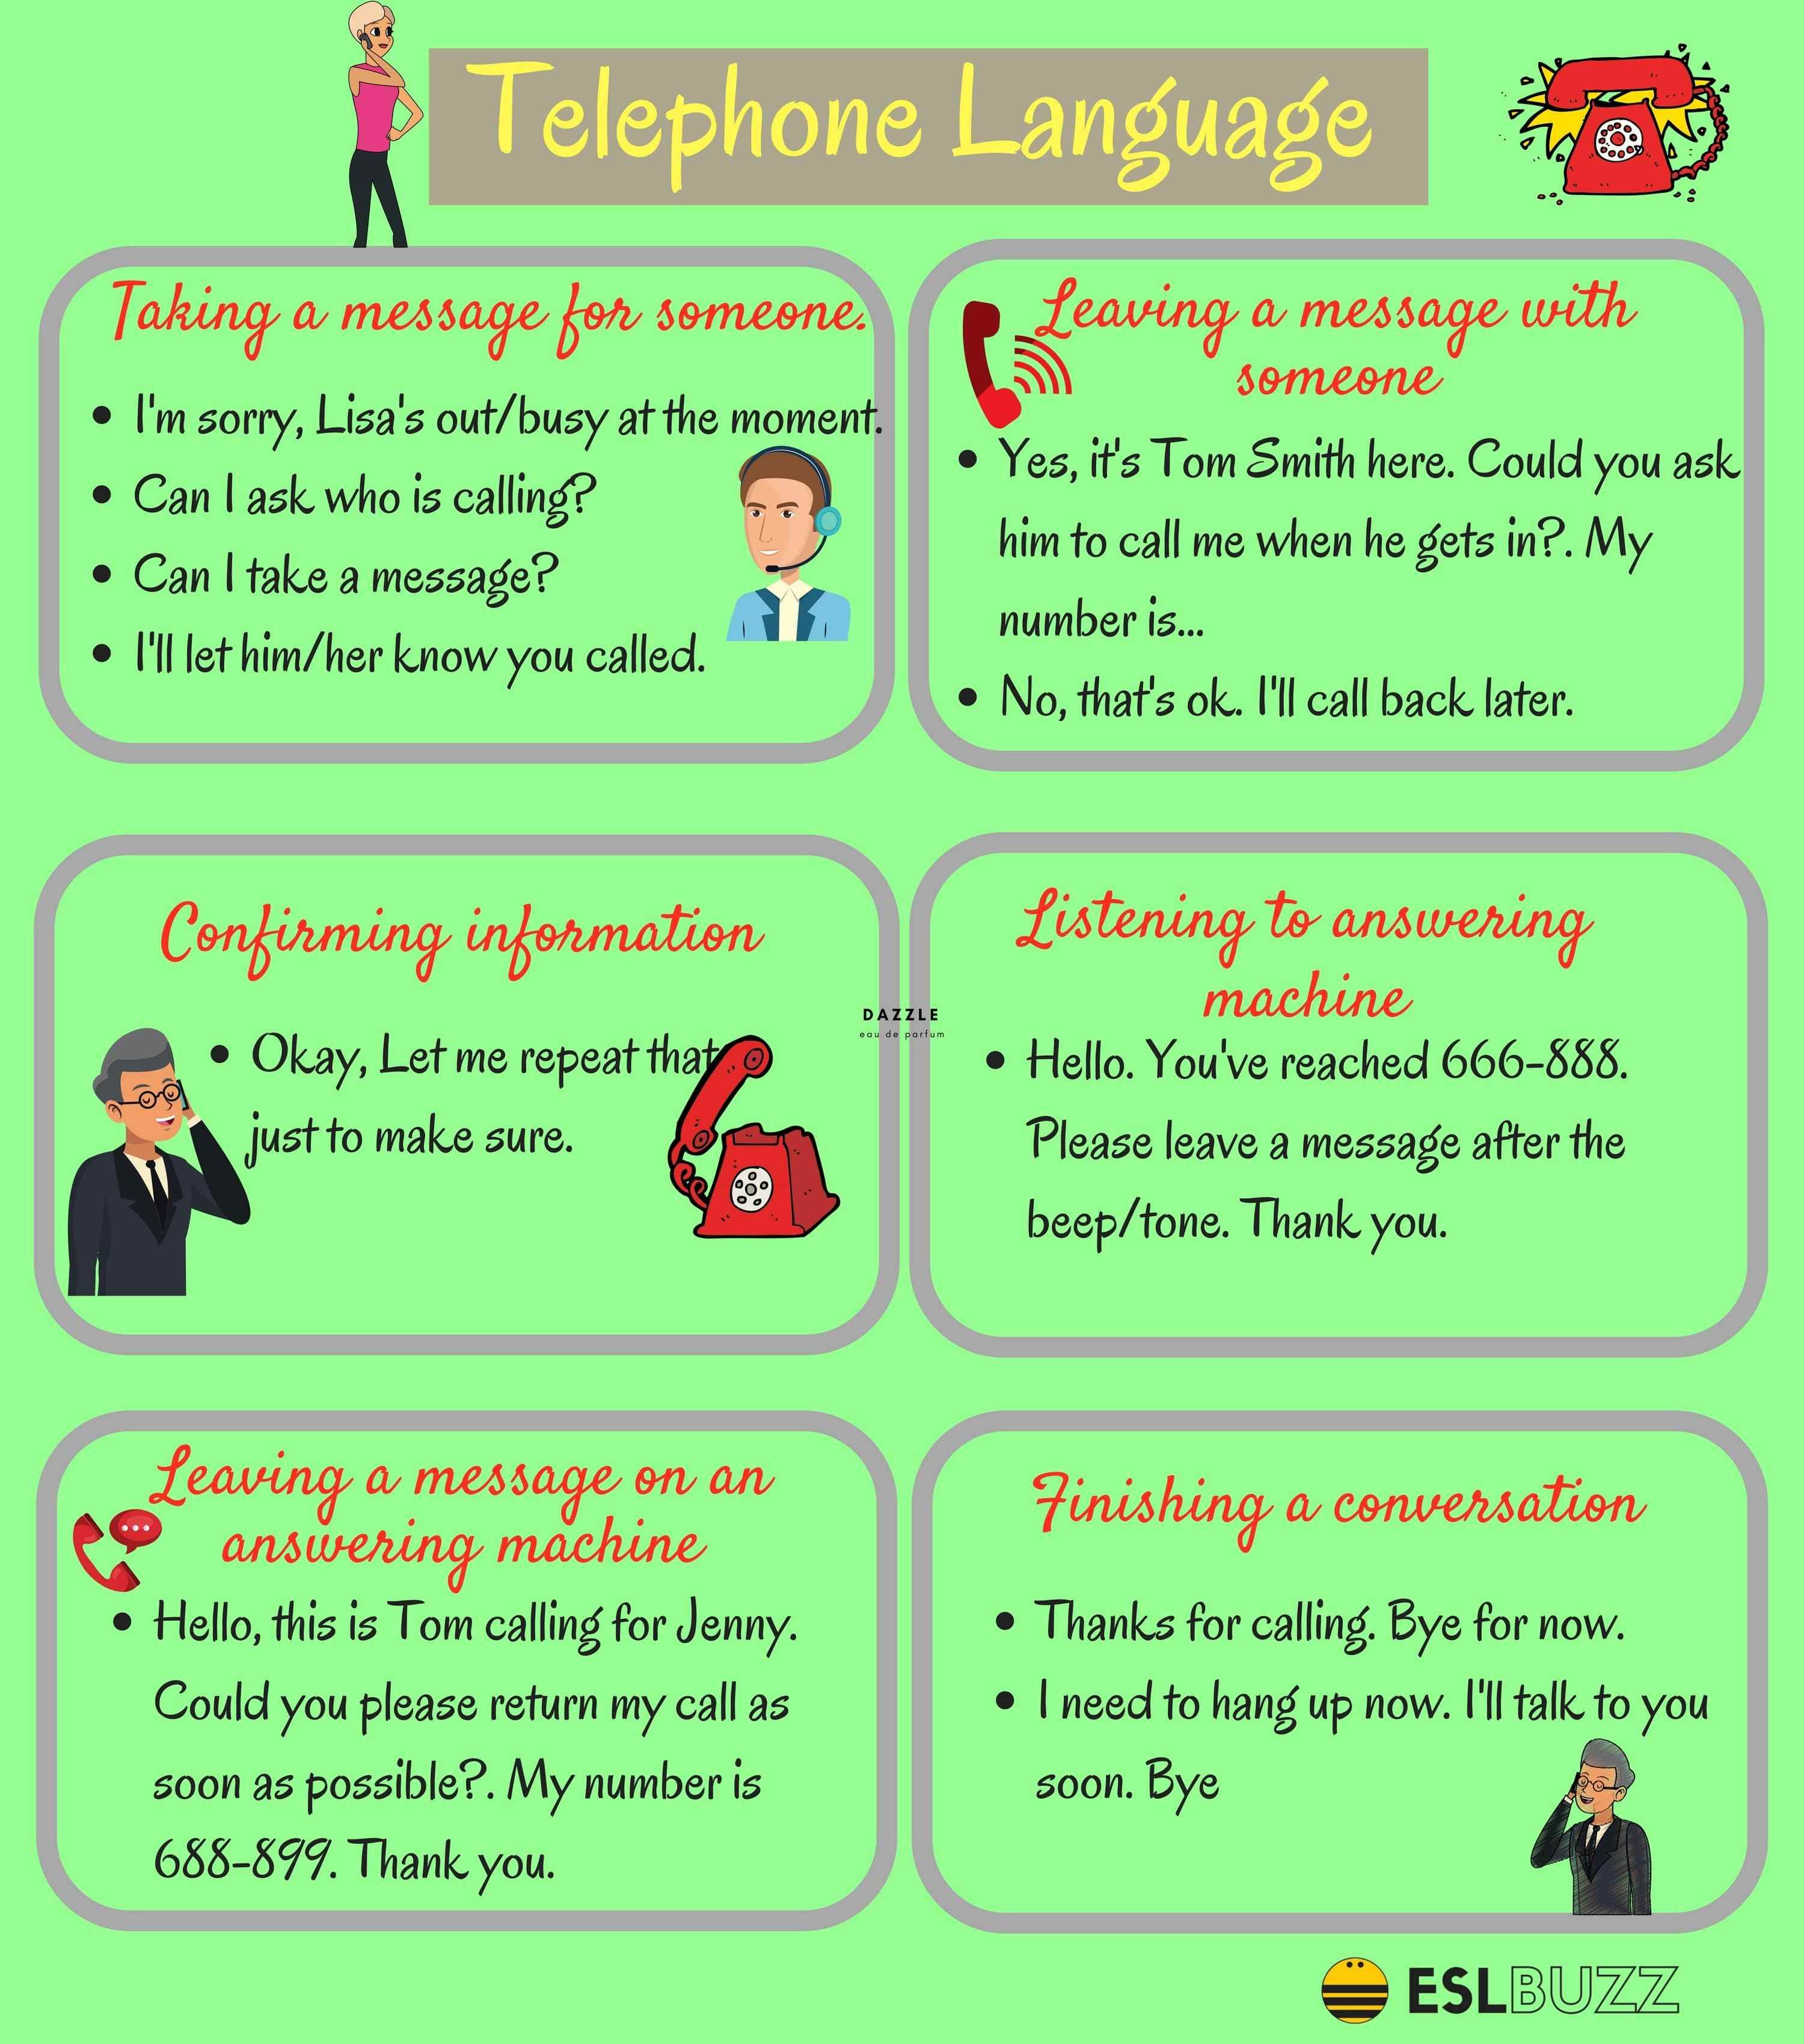 Telephone Language
Taking a message for someone.
• I'm sorry, Lisa's out/busy at the moment.
• Can I ask who is calling?
• Can I take a message?
• I'll let him/her know you called.
Leaving a message with
someone
• Yes, it's Tom Smith here. Could you ask
him to call me when he gets in?. My
number is...
• No, that's ok. I'll call back later.
Confirming information
• Okay, Let me repeat that
just to make sure.
DAZZLE
eau de parfum
Listening to answering
machine
• Hello. You've reached 666-888.
Please leave a message after the
beep/tone. Thank you.
Leaving a message on an
answering machine
• Hello, this is Tom calling for Jenny.
Could you please return my call as
soon as possible?. My number is
688-899. Thank you.
Finishing a conversation
• Thanks for calling. Bye for now.
• I need to hang up now. I'll talk to you
soon. Bye
ESLBUZZ